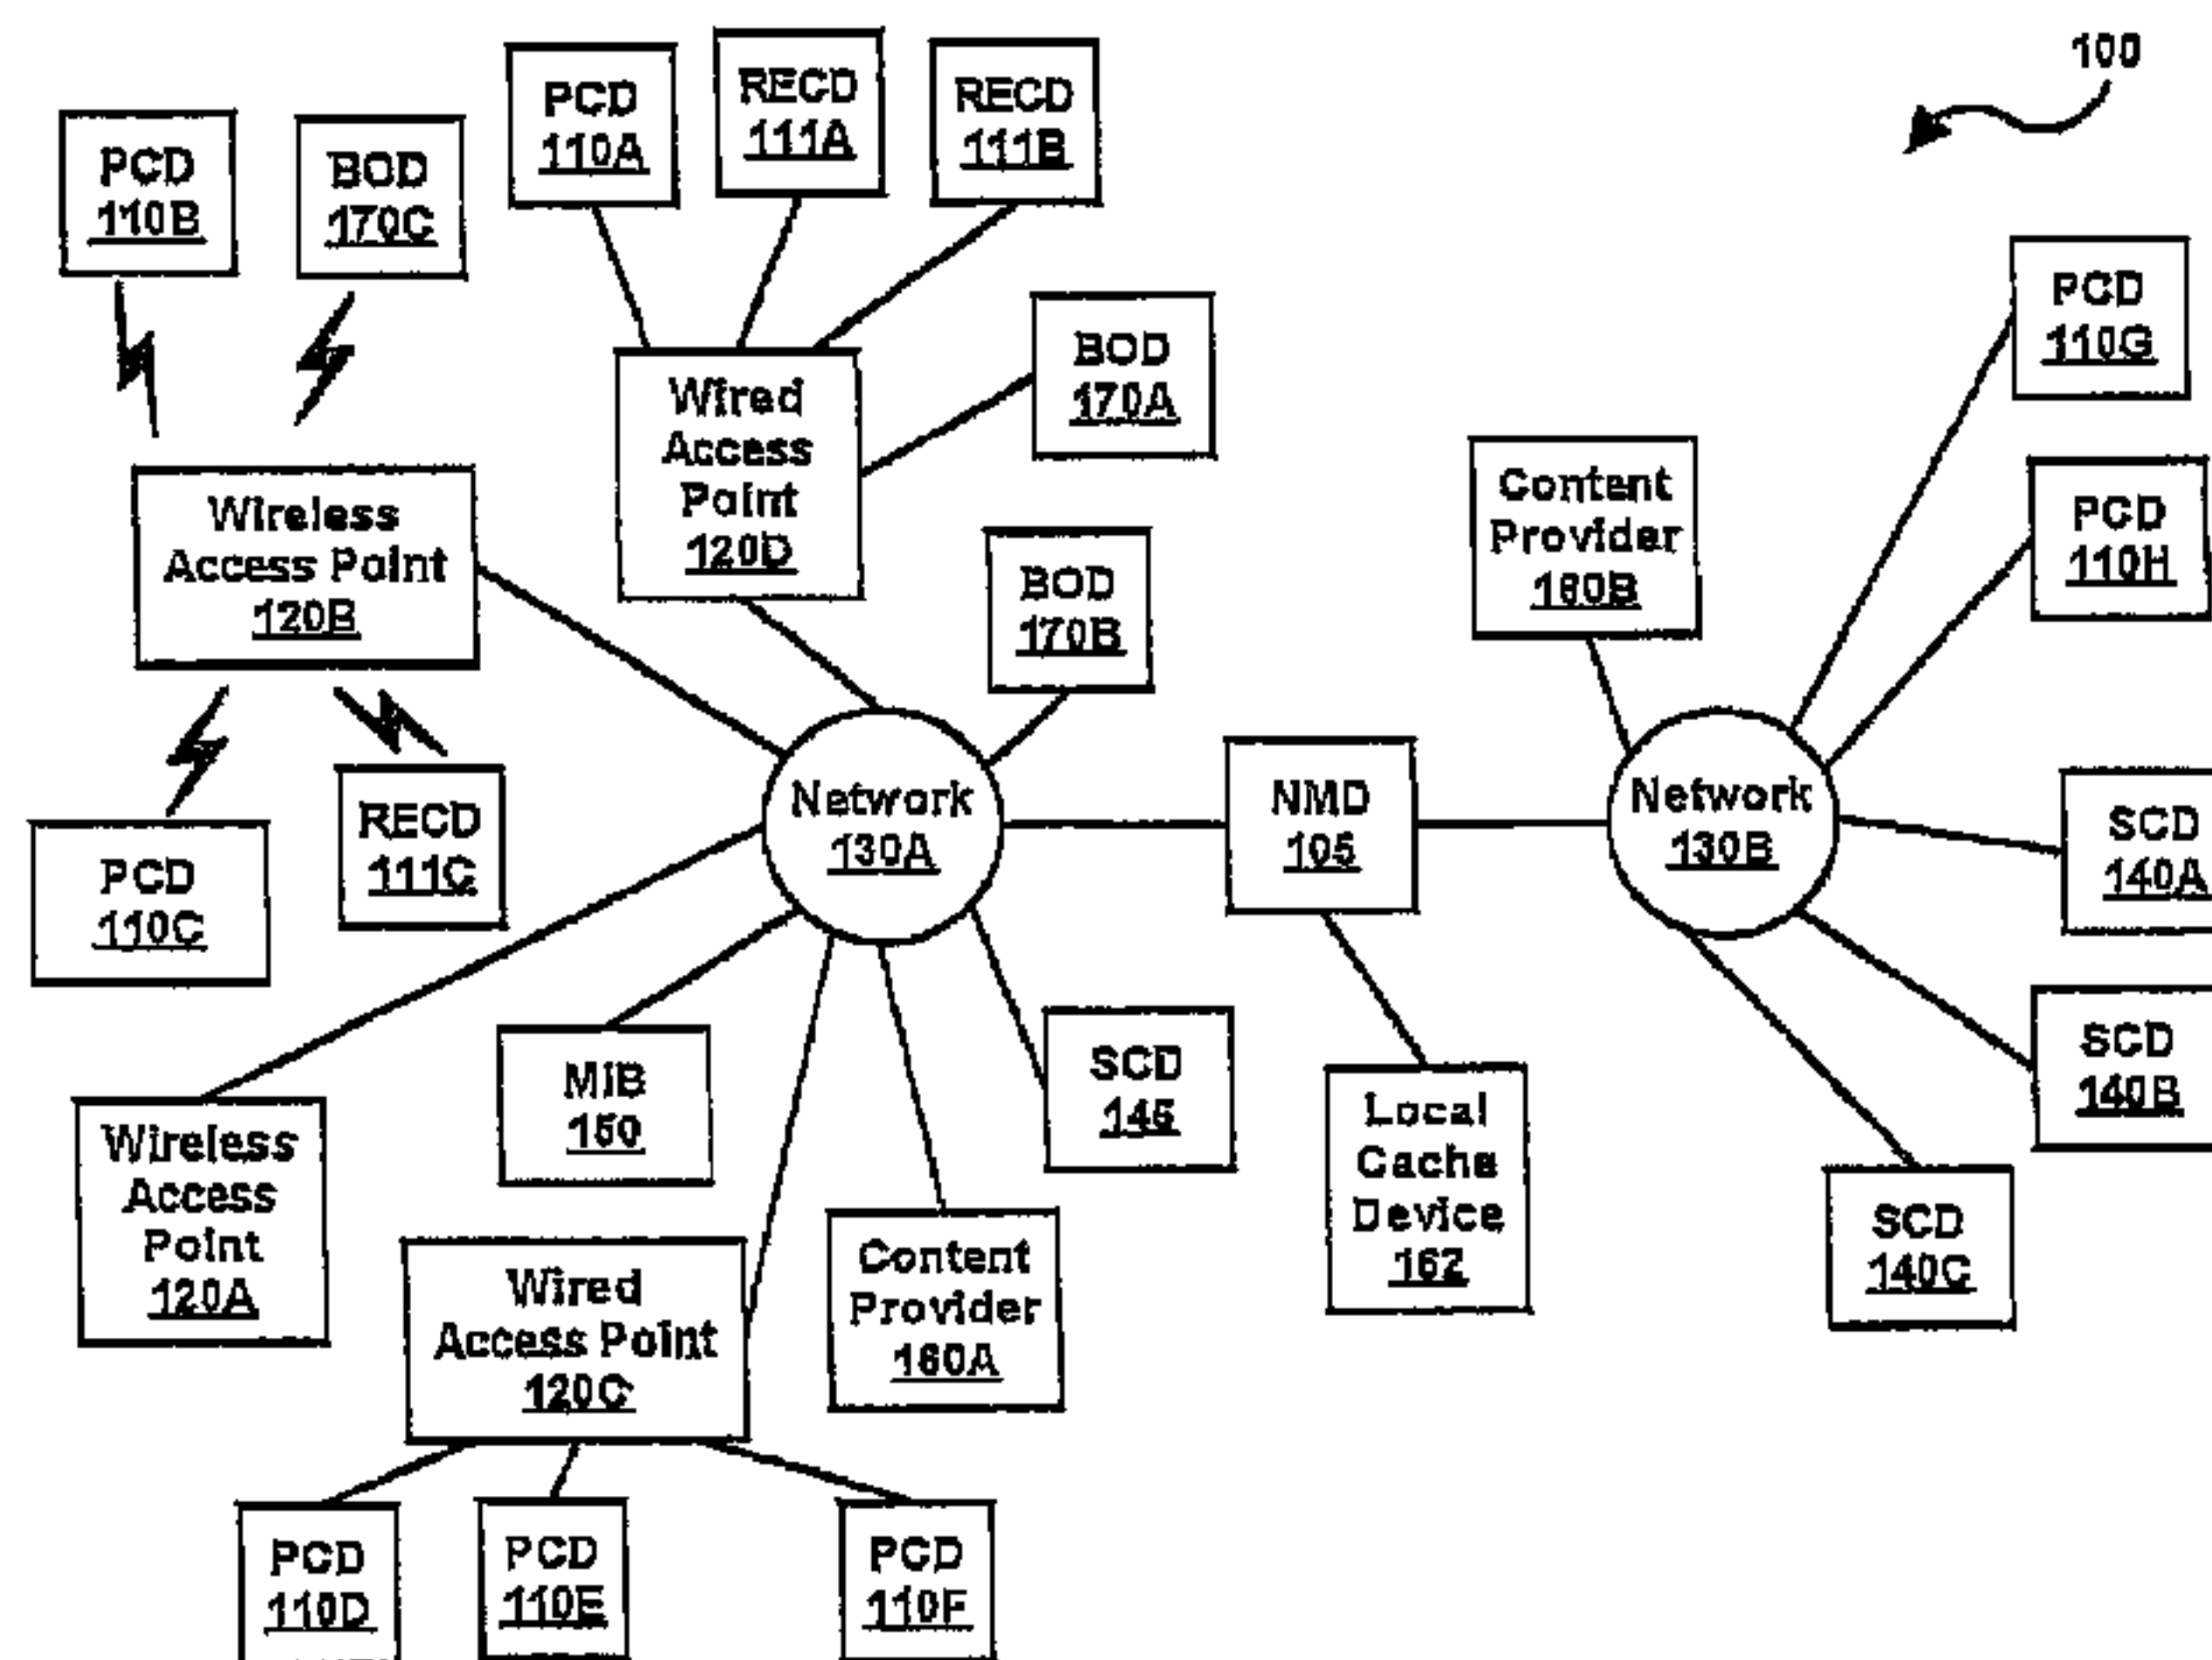 100
PCD
110B
BOD
170C
PCD
110A
RECD
111A
RECD
111B
BOD
170A
PCD
110G
Wireless
Access Point
120B
Wired
Access
Point
120D
BOD
170B
Content
Provider
160B
PCD
110H
PCD
110C
RECD
111C
Network
130A
NMD
105
Network
130B
SCD
140A
MIB
150
SCD
145
Local
Cache
Device
162
SCD
140B
Wireless
Access
Point
120A
Wired
Access Point
120C
Content
Provider
160A
SCD
140C
PCD
110D
PCD
110E
PCD
110F